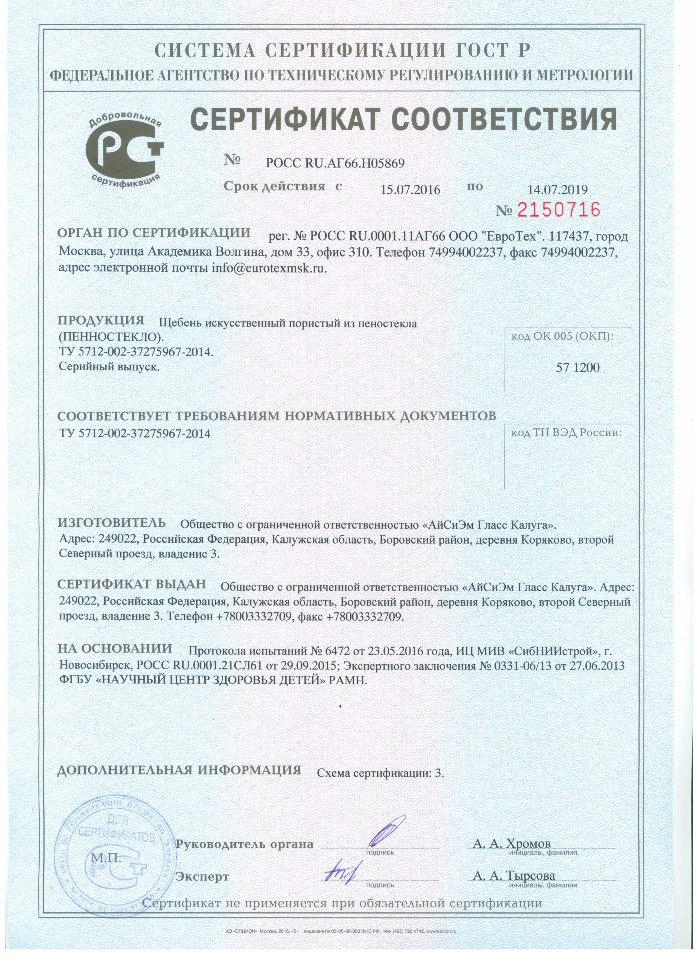 СИСТЕМА СЕРТИФИКАЦИИ ГОСТ Р
ФЕДЕРАЛЬНОЕ АГЕНТСТВО ПО ТЕХНИЧЕСКОМУ РЕГУЛИРОВАНИЮ И МЕТРОЛОГИИ
Добровольная
сертификация
СЕРТИФИКАТ СООТВЕТСТВИЯ
№ РОСС RU.АГ66.Н05869
Срок действия с 15.07.2016 по 14.07.2019
№ 2150716
ОРГАН ПО СЕРТИФИКАЦИИ рег. № РОСС RU.0001.11АГ66 ООО "ЕвроТех". 117437, город
Москва, улица Академика Волгина, дом 33, офис 310. Телефон 74994002237, факс 74994002237,
адрес электронной почты info@eurotexmsk.ru.
ПРОДУКЦИЯ Щебень искусственный пористый из пеностекла
(ПЕННОСТЕКЛО).
ТУ 5712-002-37275967-2014.
Серийный выпуск.
код ОК 005 (ОКП):
57 1200
СООТВЕТСТВУЕТ ТРЕБОВАНИЯМ НОРМАТИВНЫХ ДОКУМЕНТОВ
ТУ 5712-002-37275967-2014
код ТН ВЭД России:
ИЗГОТОВИТЕЛЬ Общество с ограниченной ответственностью «АйСиЭм Гласс Калуга».
Адрес: 249022, Российская Федерация, Калужская область, Боровский район, деревня Коряково, второй
Северный проезд, владение 3.
СЕРТИФИКАТ ВЫДАН Общество с ограниченной ответственностью «АйСиЭм Гласс Калуга». Адрес:
249022, Российская Федерация, Калужская область, Боровский район, деревня Коряково, второй Северный
проезд, владение 3. Телефон +78003332709, факс +78003332709.
НА ОСНОВАНИИ Протокола испытаний № 6472 от 23.05.2016 года, ИЦ МИВ «СибНИИстрой», г.
Новосибирск, РОСС RU.0001.21СЛ61 от 29.09.2015; Экспертного заключения № 0331-06/13 от 27.06.2013
ФГБУ «НАУЧНЫЙ ЦЕНТР ЗДОРОВЬЯ ДЕТЕЙ» РАМН.
ДОПОЛНИТЕЛЬНАЯ ИНФОРМАЦИЯ Схема сертификации: 3.
ДЛЯ
СЕРТИФИКАТОВ
М.П.
Руководитель органа
подпись
А. А. Хромов
инициалы, фамилия
Эксперт
подпись
А. А. Тырсова
инициалы, фамилия
Сертификат не применяется при обязательной сертификации